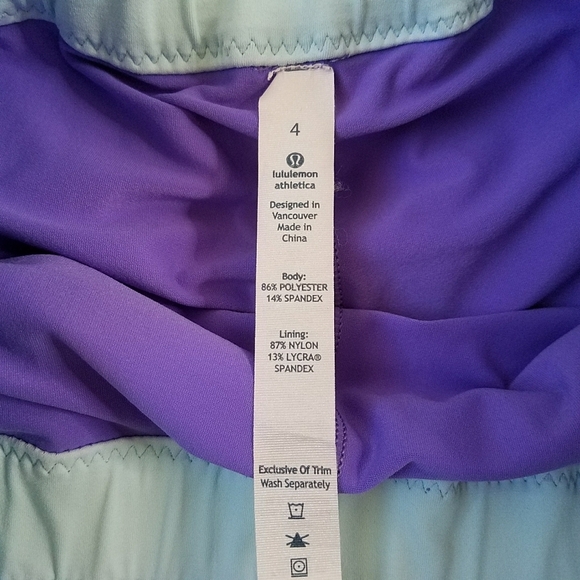 4
lululemon
athletica
Designed in
Vancouver
Made in
China
Body:
86% POLYESTER
14% SPANDEX
Lining:
87% NYLON
13% LYCRA®
SPANDEX
Exclusive Of Trim
Wash Separately